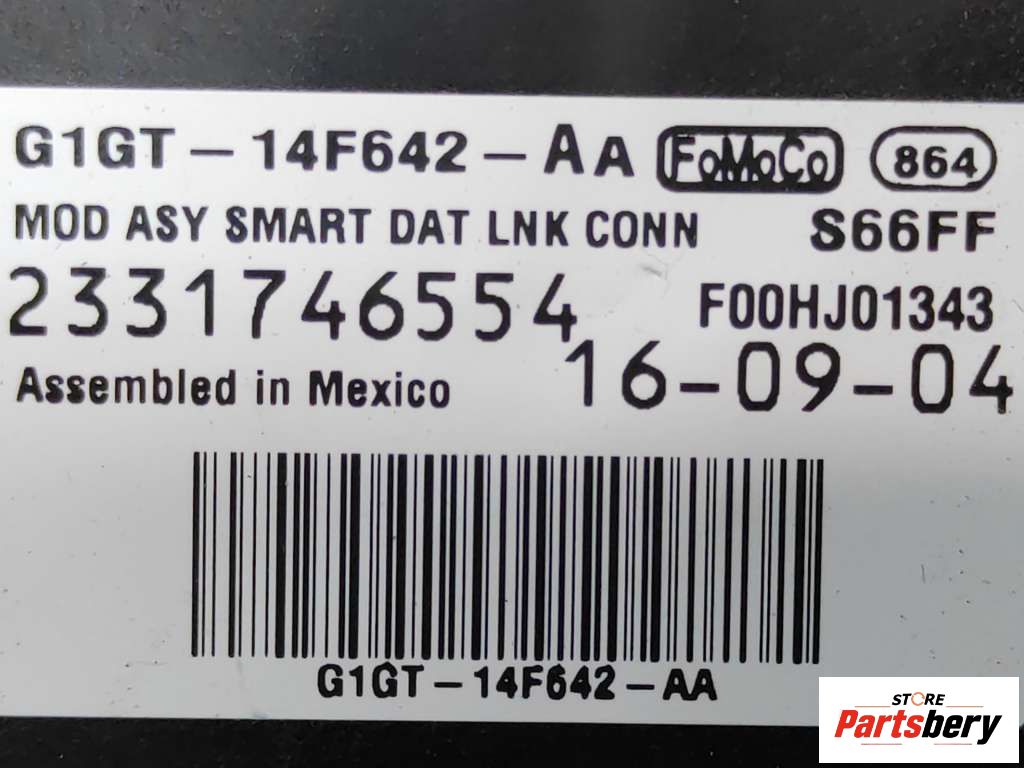 G1GT - 14F642 - AA FoMoCo 864
MOD ASY SMART DAT LNK CONN S66FF
2331746554 F00HJ01343
Assembled in Mexico 16-09-04
G1GT - 14F642 - AA
STORE
Partsbery